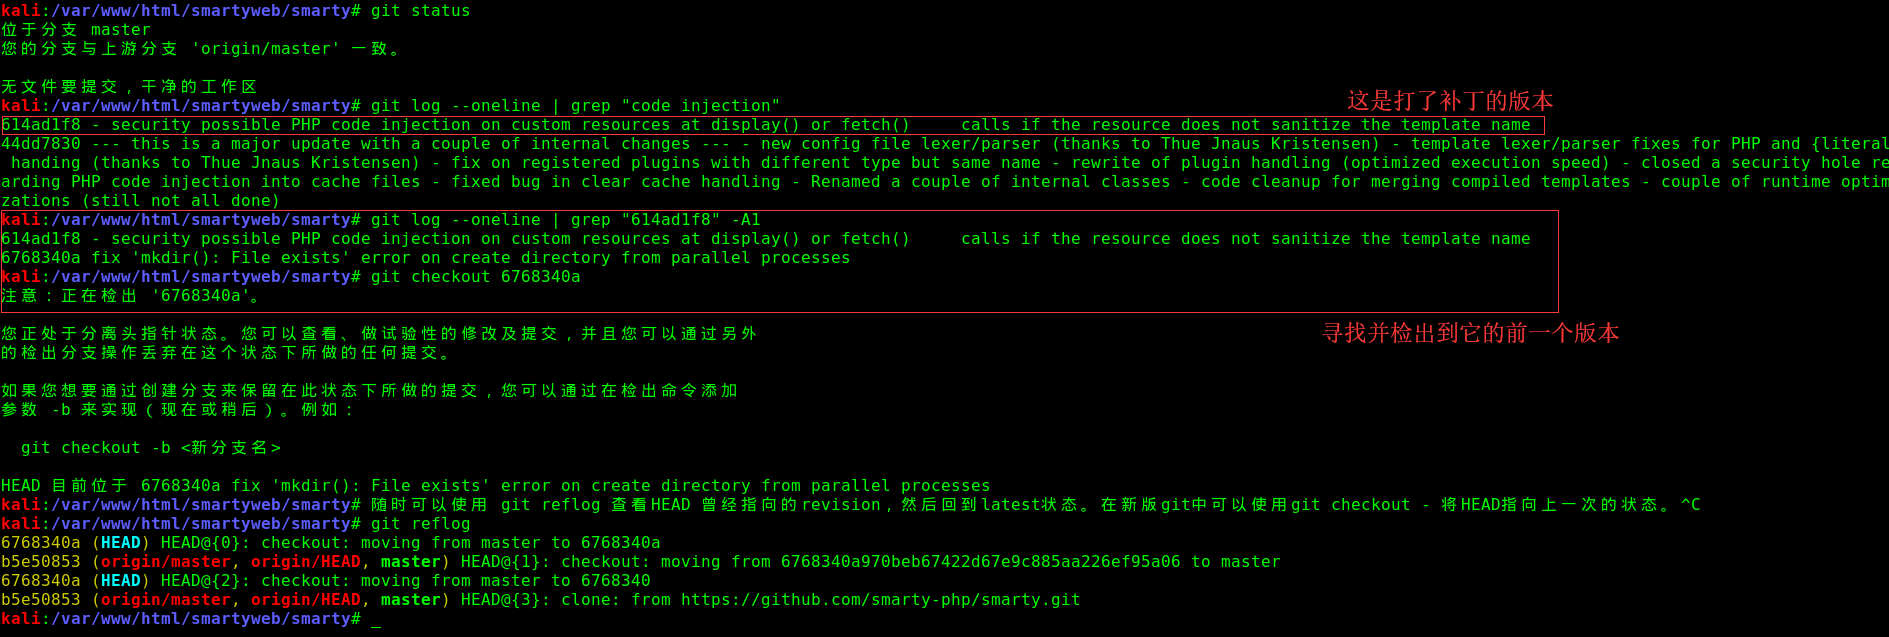 kali:/var/www/html/smartyweb/smarty# git status
位于分支 master
您的分支与上游分支 'origin/master' 一致。
无文件要提交，干净的工作区
kali:/var/www/html/smartyweb/smarty# git log --oneline | grep "code injection"
这是打了补丁的版本
614ad1f8 - security possible PHP code injection on custom resources at display() or fetch()     calls if the resource does not sanitize the template name
44dd7830 --- this is a major update with a couple of internal changes --- - new config file lexer/parser (thanks to Thue Jnaus Kristensen) - template lexer/parser fixes for PHP and {literal
 handing (thanks to Thue Jnaus Kristensen) - fix on registered plugins with different type but same name - rewrite of plugin handling (optimized execution speed) - closed a security hole re
arding PHP code injection into cache files - fixed bug in clear cache handling - Renamed a couple of internal classes - code cleanup for merging compiled templates - couple of runtime optim
zations (still not all done)
kali:/var/www/html/smartyweb/smarty# git log --oneline | grep "614ad1f8" -A1
614ad1f8 - security possible PHP code injection on custom resources at display() or fetch()     calls if the resource does not sanitize the template name
6768340a fix 'mkdir(): File exists' error on create directory from parallel processes
kali:/var/www/html/smartyweb/smarty# git checkout 6768340a
注意：正在检出 '6768340a'。
您正处于分离头指针状态。您可以查看、做试验性的修改及提交，并且您可以通过另外
寻找并检出到它的前一个版本
的检出分支操作丢弃在这个状态下所做的任何提交。
如果您想要通过创建分支来保留在此状态下所做的提交，您可以通过在检出命令添加
参数 -b 来实现（现在或稍后）。例如：
  git checkout -b <新分支名>
HEAD 目前位于 6768340a fix 'mkdir(): File exists' error on create directory from parallel processes
kali:/var/www/html/smartyweb/smarty# 随时可以使用 git reflog 查看HEAD 曾经指向的revision，然后回到latest状态。在新版git中可以使用git checkout - 将HEAD指向上一次的状态。^C
kali:/var/www/html/smartyweb/smarty# git reflog
6768340a (HEAD) HEAD@{0}: checkout: moving from master to 6768340a
b5e50853 (origin/master, origin/HEAD, master) HEAD@{1}: checkout: moving from 6768340a970beb67422d67e9c885aa226ef95a06 to master
6768340a (HEAD) HEAD@{2}: checkout: moving from master to 6768340
b5e50853 (origin/master, origin/HEAD, master) HEAD@{3}: clone: from https://github.com/smarty-php/smarty.git
kali:/var/www/html/smartyweb/smarty# _